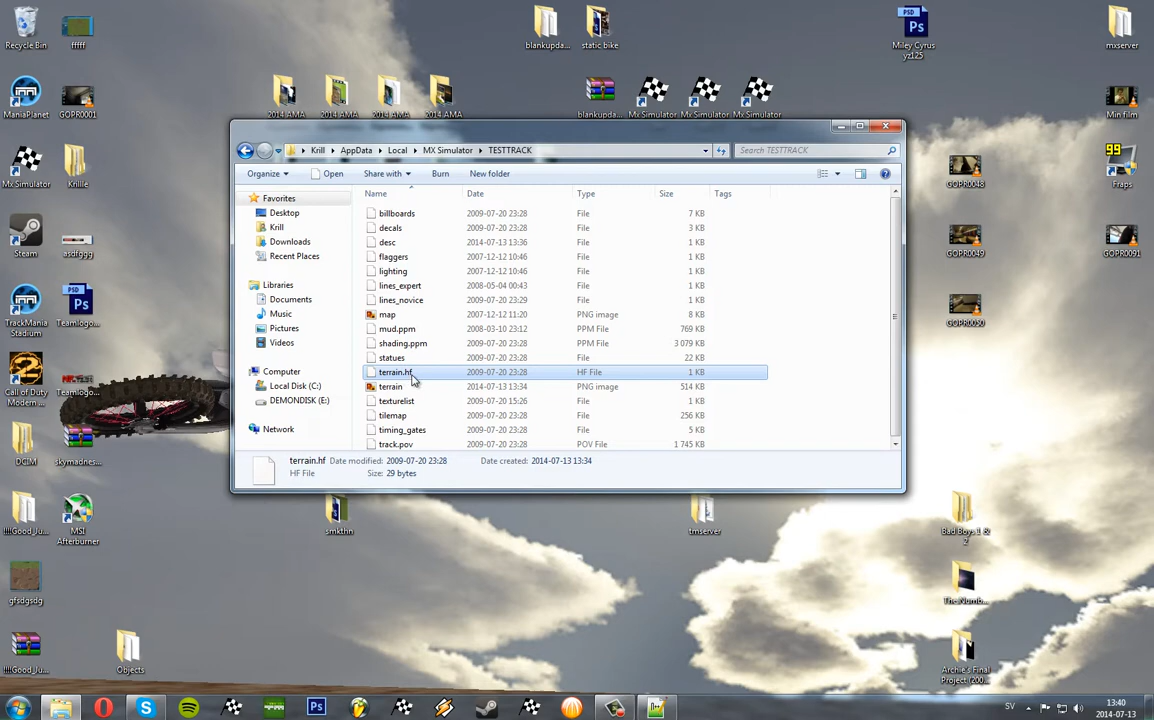 Recycle Bin
fffff
blankupda...
static bike
PSD
Ps
Miley Cyrus
yz125
mxserver
ManiaPlanet
GOPR0001
2014 AMA
2014 AMA
2014 AMA
2014 AMA
blankupda...
Mx Simulator
Mx Simulator
Mx Simulator
Min film
Mx Simulator
Krillle
GOPR0048
99
Fraps
Steam
asdfggg
GOPR0049
GOPR0091
TrackMania
Stadium
PSD
Ps
Teamlogo...
GOPR0050
Call of Duty
Modern ...
Teamlogo...
DCIM
skymadnes...
!!!!Good_Ju...
MSI
Afterburner
smkthn
tmserver
Bad Boys 1 &
2
gfsdgsdg
The Numb...
!!!!Good_Ju...
Objects
Archie's Final
Project (200...
Krill
AppData
Local
MX Simulator
TESTTRACK
Search TESTTRACK
Organize
Open
Share with
Burn
New folder
Favorites
Desktop
Krill
Downloads
Recent Places
Libraries
Documents
Music
Pictures
Videos
Computer
Local Disk (C:)
DEMONDISK (E:)
Network
Name Date Type Size Tags
billboards 2009-07-20 23:28 File 7 KB
decals 2009-07-20 23:28 File 3 KB
desc 2014-07-13 13:36 File 1 KB
flaggers 2007-12-12 10:46 File 1 KB
lighting 2007-12-12 10:46 File 1 KB
lines_expert 2008-05-04 00:43 File 1 KB
lines_novice 2009-07-20 23:29 File 1 KB
map 2007-12-12 11:20 PNG image 8 KB
mud.ppm 2008-03-10 23:12 PPM File 769 KB
shading.ppm 2009-07-20 23:28 PPM File 3 079 KB
statues 2009-07-20 23:28 File 22 KB
terrain.hf 2009-07-20 23:28 HF File 1 KB
terrain 2014-07-13 13:34 PNG image 514 KB
texturelist 2009-07-20 15:26 File 1 KB
tilemap 2009-07-20 23:28 File 256 KB
timing_gates 2009-07-20 23:28 File 5 KB
track.pov 2009-07-20 23:28 POV File 1 745 KB
terrain.hf Date modified: 2009-07-20 23:28 Date created: 2014-07-13 13:34
HF File Size: 29 bytes
Ps
SV
13:40
2014-07-13